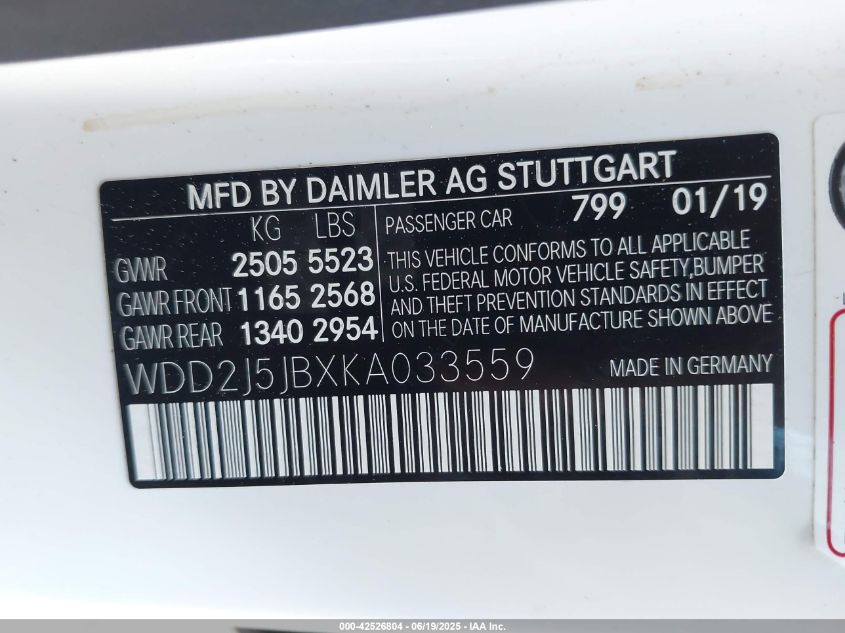 MFD BY DAIMLER AG STUTTGART
KG LBS
GVWR 2505 5523
GAWR FRONT 1165 2568
GAWR REAR 1340 2954
PASSENGER CAR 799 01/19
THIS VEHICLE CONFORMS TO ALL APPLICABLE
U.S. FEDERAL MOTOR VEHICLE SAFETY,BUMPER
AND THEFT PREVENTION STANDARDS IN EFFECT
ON THE DATE OF MANUFACTURE SHOWN ABOVE
WDD2J5JBXKA033559 MADE IN GERMANY
000-42526804 - 06/19/2025 - IAA Inc.